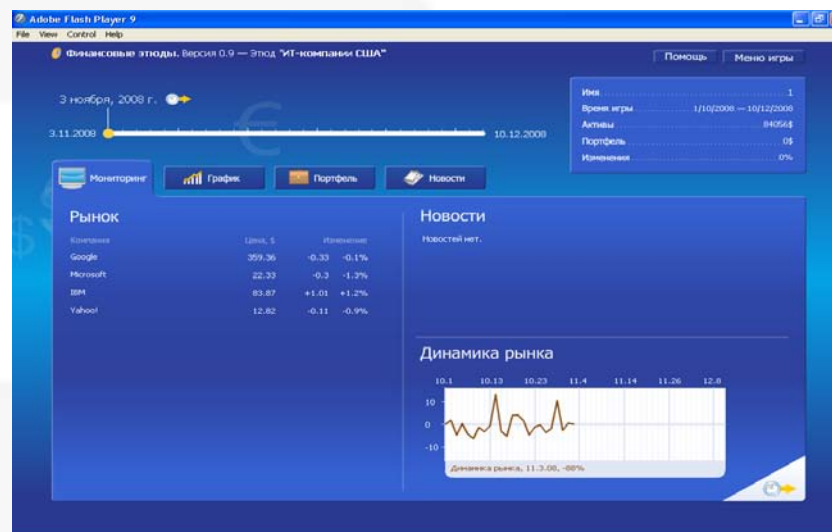 Adobe Flash Player 9
File View Control Help
Финансовые этюды. Версия 0.9 — Этюд "ИТ-компании США"
Помощь
Меню игры
3 ноября, 2008 г.
3.11.2008
10.12.2008
Имя 1
Время игры 1/10/2008 — 10/12/2008
Активы 84056$
Портфель 0$
Изменения 0%
Мониторинг
График
Портфель
Новости
Рынок
Компания Цена, $ Изменение
Google 359.36 -0.33 -0.1%
Microsoft 22.33 -0.3 -1.3%
IBM 83.87 +1.01 +1.2%
Yahoo! 12.82 -0.11 -0.9%
Новости
Новостей нет.
Динамика рынка
10.1 10.13 10.23 11.4 11.14 11.26 12.8
10
0
-10
Динамика рынка, 11.3.08, -88%